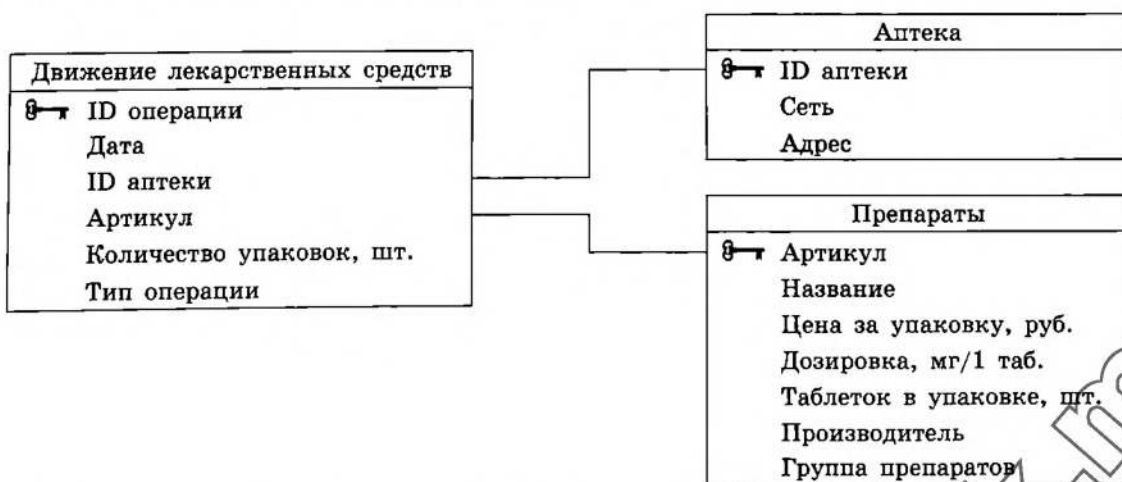 Движение лекарственных средств
ID операции
Дата
ID аптеки
Артикул
Количество упаковок, шт.
Тип операции
Аптека
ID аптеки
Сеть
Адрес
Препараты
Артикул
Название
Цена за упаковку, руб.
Дозировка, мг/1 таб.
Таблеток в упаковке, шт.
Производитель
Группа препаратов